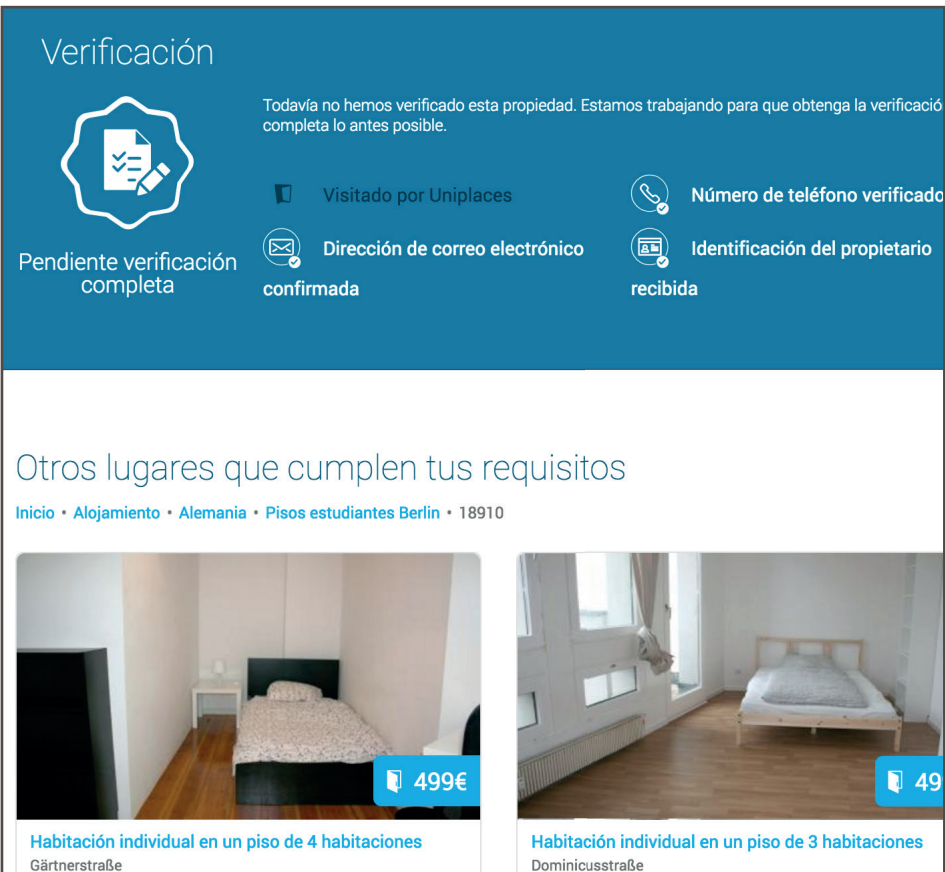 Verificación
Todavía no hemos verificado esta propiedad. Estamos trabajando para que obtenga la verificació
completa lo antes posible.
Pendiente verificación
completa
Visitado por Uniplaces
Número de teléfono verificado
Dirección de correo electrónico
confirmada
Identificación del propietario
recibida
Otros lugares que cumplen tus requisitos
Inicio • Alojamiento • Alemania • Pisos estudiantes Berlin • 18910
499€
49
Habitación individual en un piso de 4 habitaciones
Gärtnerstraße
Habitación individual en un piso de 3 habitaciones
Dominicusstraße